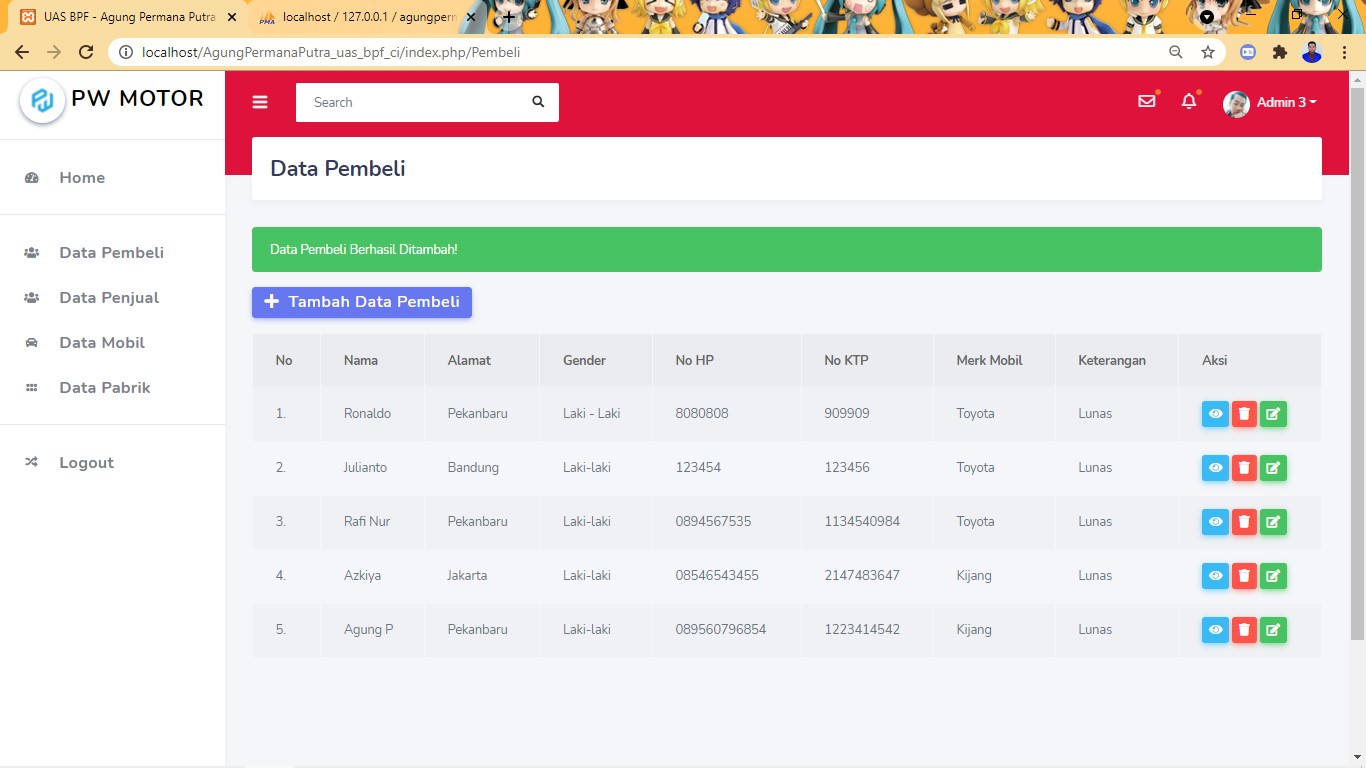 UAS BPF - Agung Permana Putra
localhost / 127.0.0.1 / agungperm
localhost/AgungPermanaPutra_uas_bpf_ci/index.php/Pembeli
PW MOTOR
Search
Admin 3
Data Pembeli
Home
Data Pembeli
Data Penjual
Data Mobil
Data Pabrik
Logout
Data Pembeli Berhasil Ditambah!
Tambah Data Pembeli
No Nama Alamat Gender No HP No KTP Merk Mobil Keterangan Aksi
1. Ronaldo Pekanbaru Laki - Laki 8080808 909909 Toyota Lunas
2. Julianto Bandung Laki-laki 123454 123456 Toyota Lunas
3. Rafi Nur Pekanbaru Laki-laki 0894567535 1134540984 Toyota Lunas
4. Azkiya Jakarta Laki-laki 08546543455 2147483647 Kijang Lunas
5. Agung P Pekanbaru Laki-laki 089560796854 1223414542 Kijang Lunas